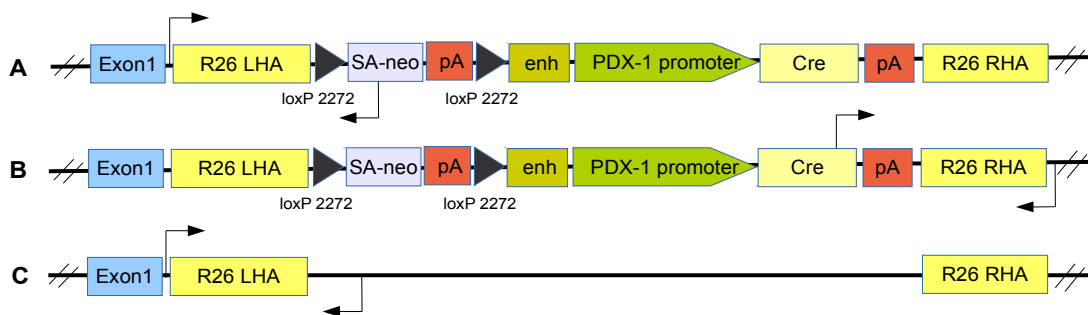 A Exon1 R26 LHA SA-neo pA enh PDX-1 promoter Cre pA R26 RHA
loxP 2272 loxP 2272
B Exon1 R26 LHA SA-neo pA enh PDX-1 promoter Cre pA R26 RHA
loxP 2272 loxP 2272
C Exon1 R26 LHA R26 RHA